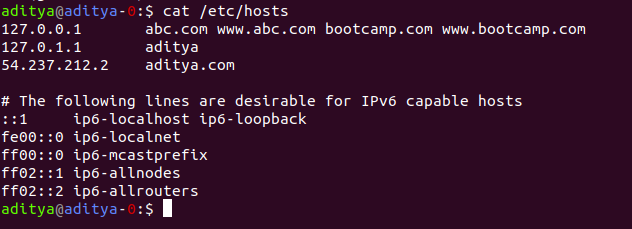 aditya@aditya-0:$ cat /etc/hosts
127.0.0.1       abc.com www.abc.com bootcamp.com www.bootcamp.com
127.0.1.1       aditya
54.237.212.2    aditya.com

# The following lines are desirable for IPv6 capable hosts
::1     ip6-localhost ip6-loopback
fe00::0 ip6-localnet
ff00::0 ip6-mcastprefix
ff02::1 ip6-allnodes
ff02::2 ip6-allrouters
aditya@aditya-0:$